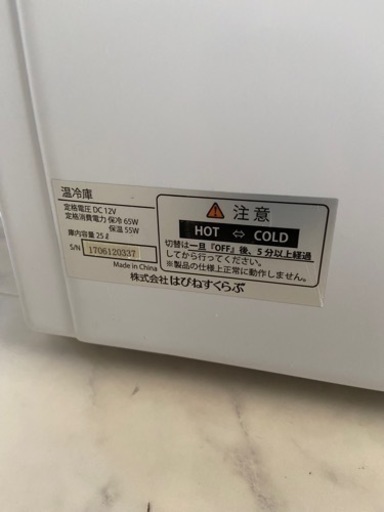 温冷庫
定格電圧 DC 12V
定格消費電力 保冷 65W
保温 55W
庫内容量 25ℓ
S/N 1706120337
Made in China
注意
HOT ⇔ COLD
切替は一旦『OFF』後、5分以上経過
してから行ってください。
※製品の仕様上正常に動作しません。
株式会社 はぴねすくらぶ